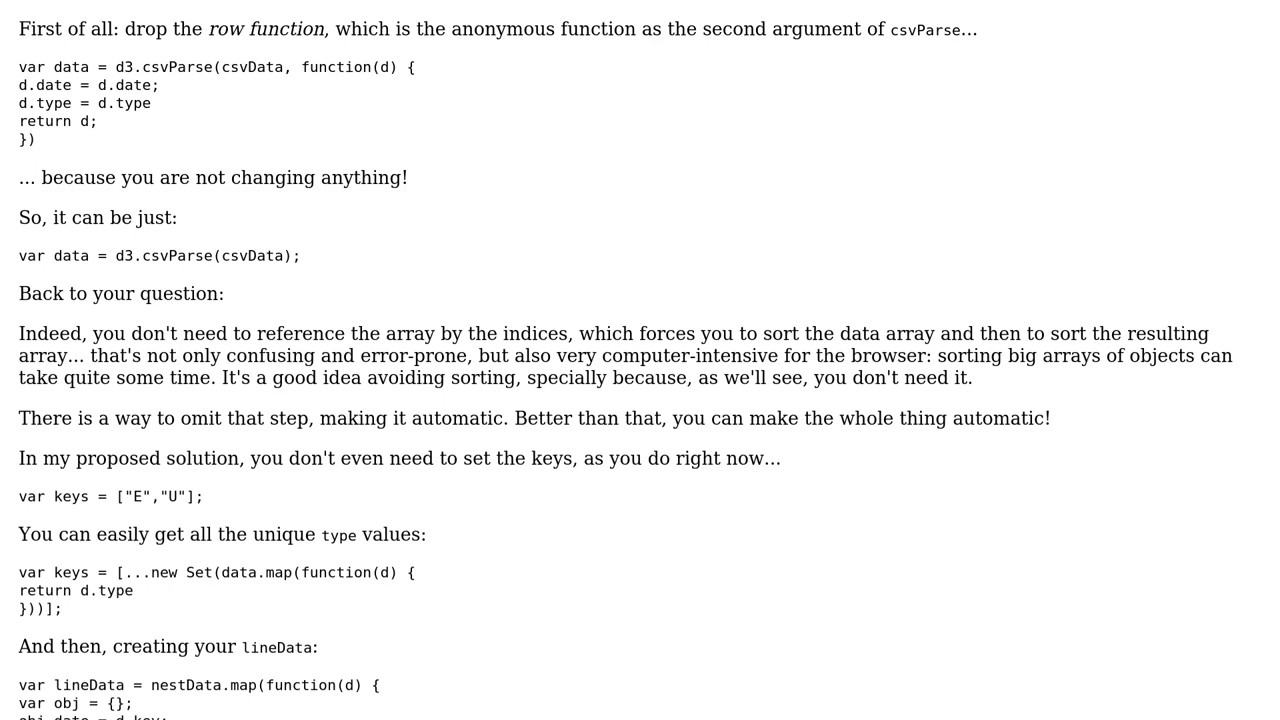 First of all: drop the row function, which is the anonymous function as the second argument of csvParse...
var data = d3.csvParse(csvData, function(d) {
d.date = d.date;
d.type = d.type
return d;
})
... because you are not changing anything!
So, it can be just:
var data = d3.csvParse(csvData);
Back to your question:
Indeed, you don't need to reference the array by the indices, which forces you to sort the data array and then to sort the resulting
array... that's not only confusing and error-prone, but also very computer-intensive for the browser: sorting big arrays of objects can
take quite some time. It's a good idea avoiding sorting, specially because, as we'll see, you don't need it.
There is a way to omit that step, making it automatic. Better than that, you can make the whole thing automatic!
In my proposed solution, you don't even need to set the keys, as you do right now...
var keys = ["E","U"];
You can easily get all the unique type values:
var keys = [...new Set(data.map(function(d) {
return d.type
}))];
And then, creating your lineData:
var lineData = nestData.map(function(d) {
var obj = {};
obj.date = d.key;